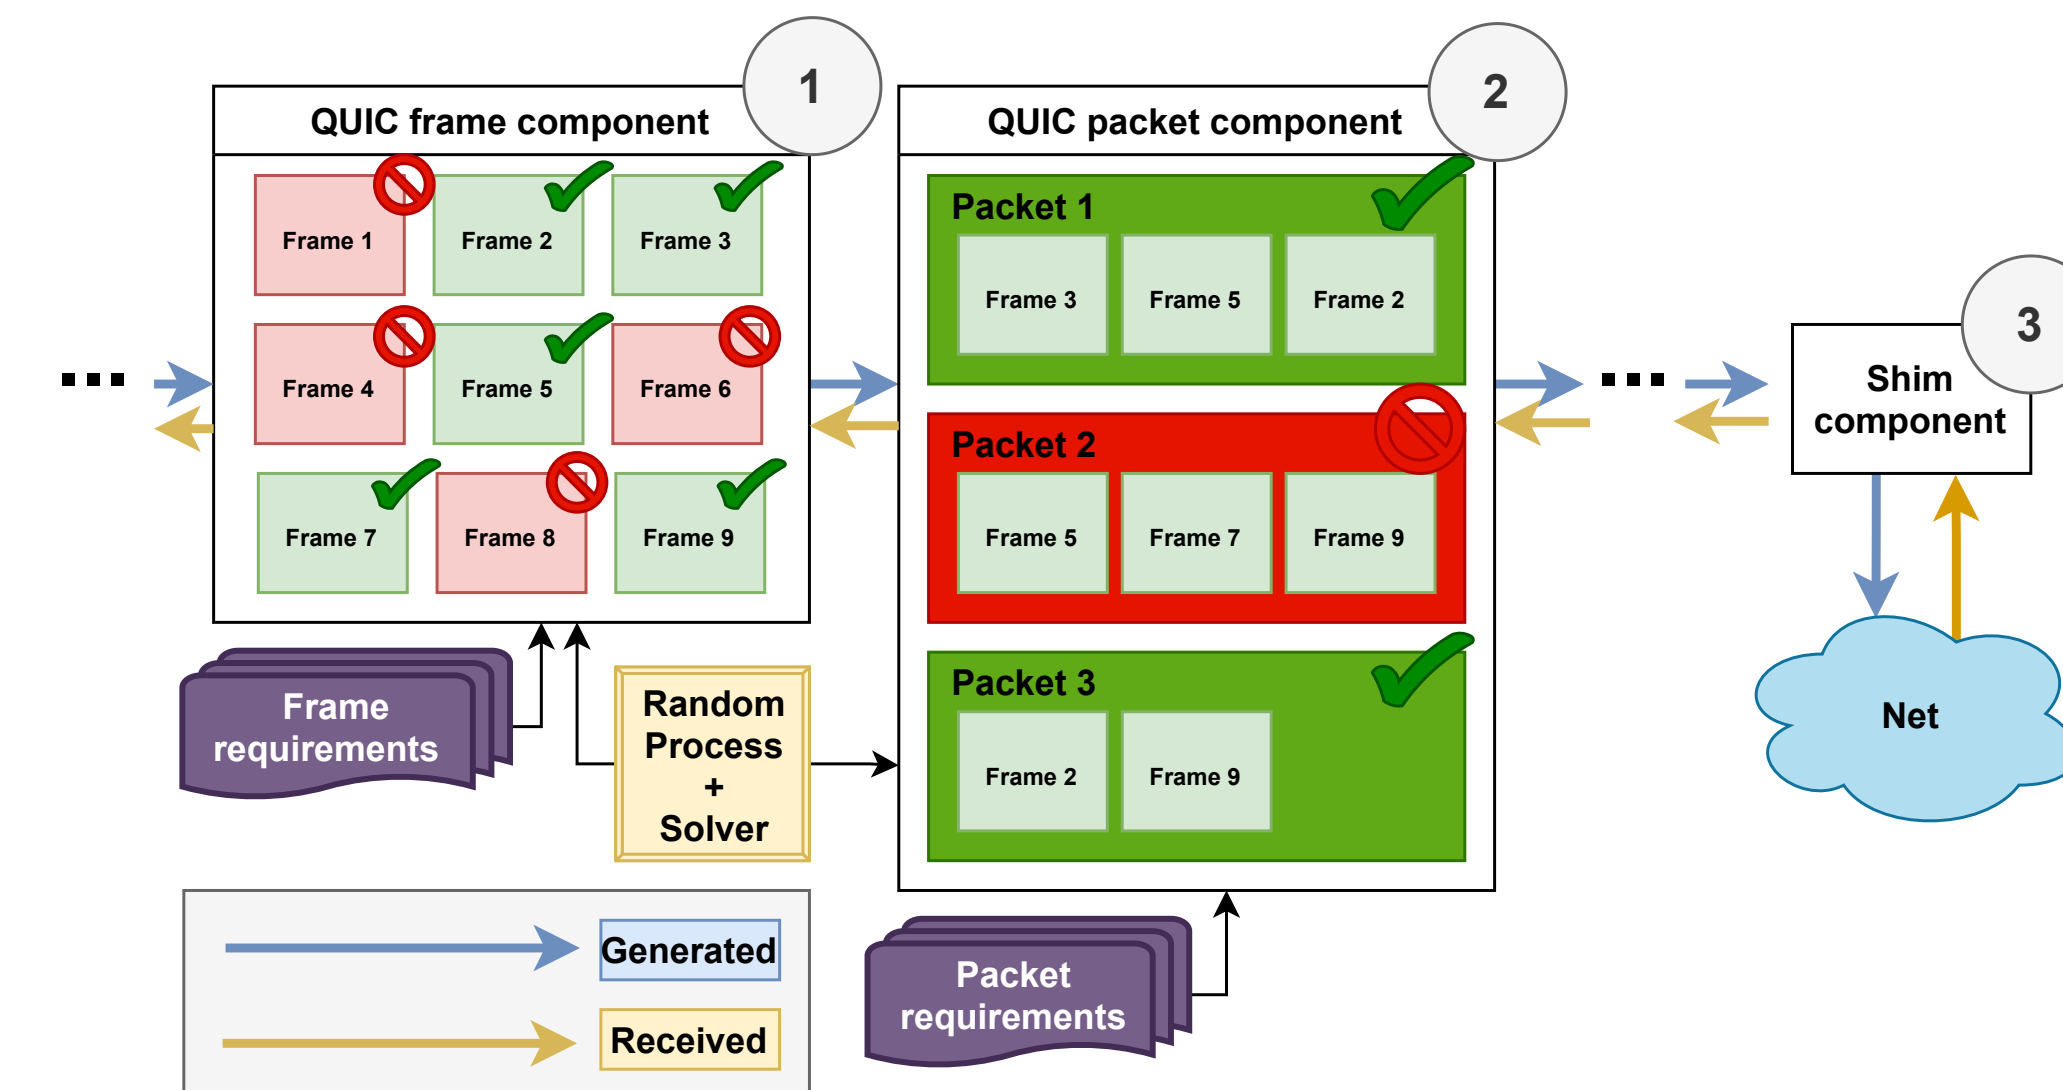 1
QUIC frame component
Frame 1
Frame 2
Frame 3
Frame 4
Frame 5
Frame 6
Frame 7
Frame 8
Frame 9
2
QUIC packet component
Packet 1
Frame 3
Frame 5
Frame 2
Packet 2
Frame 5
Frame 7
Frame 9
Packet 3
Frame 2
Frame 9
3
Shim
component
Net
Frame
requirements
Random
Process
+
Solver
Packet
requirements
Generated
Received